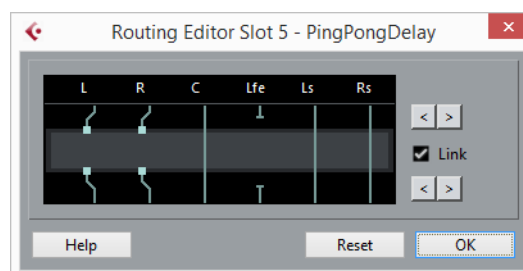 Routing Editor Slot 5 - PingPongDelay
L R C Lfe Ls Rs
< >
Link
< >
Help Reset OK